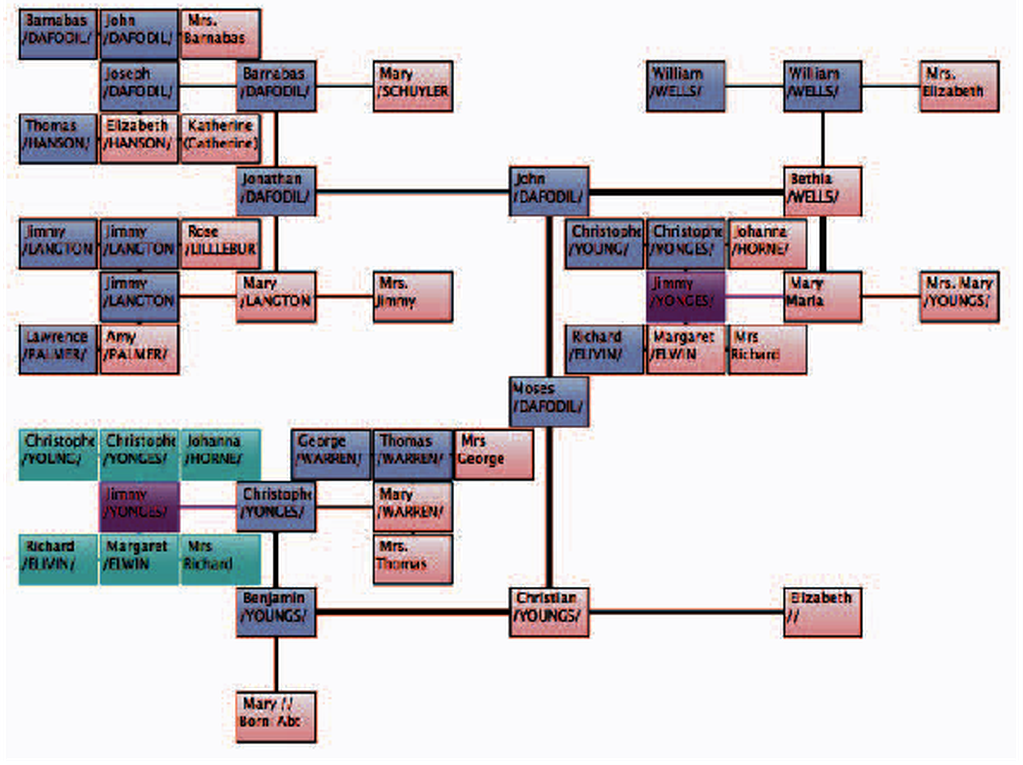 Barnabas
/DAFODIL/
John
/DAFODIL/
Mrs.
Barnabas
Joseph
/DAFODIL/
Barnabas
/DAFODIL/
Mary
/SCHUYLER
William
/WELLS/
William
/WELLS/
Mrs.
Elizabeth
Thomas
/HANSON/
Elizabeth
/HANSON/
Katherine
(Catherine)
Jonathan
/DAFODIL/
John
/DAFODIL/
Bethia
/WELLS/
Jimmy
/LANGTON
Jimmy
/LANGTON
Rose
/LILLLEBUR
Christophe
/YOUNG/
Christophe
/YONGES/
Johanna
/HORNE/
Jimmy
/LANGTON
Mary
/LANGTON
Mrs.
Jimmy
Jimmy
/YONGES/
Mary
Maria
Mrs. Mary
/YOUNGS/
Lawrence
/PALMER/
Amy
/PALMER/
Richard
/ELIVIN/
Margaret
/ELWIN
Mrs
Richard
Moses
/DAFODIL/
Christophe
/YOUNG/
Christophe
/YONGES/
Johanna
/HORNE/
George
/WARREN/
Thomas
/WARREN/
Mrs
George
Jimmy
/YONGES/
Christophe
/YONGES/
Mary
/WARREN/
Richard
/ELIVIN/
Margaret
/ELWIN
Mrs
Richard
Mrs.
Thomas
Benjamin
/YOUNGS/
Christian
/YOUNGS/
Elizabeth
//
Mary //
Born: Abt